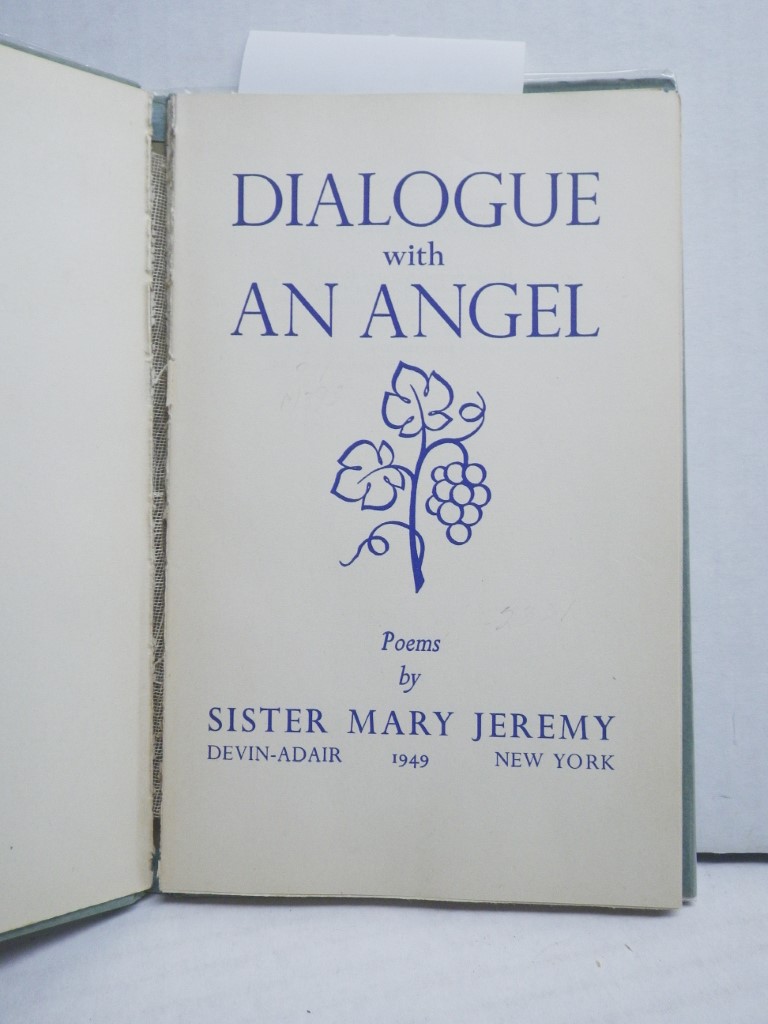 DIALOGUE
with
AN ANGEL
Poems
by
SISTER MARY JEREMY
DEVIN-ADAIR 1949 NEW YORK